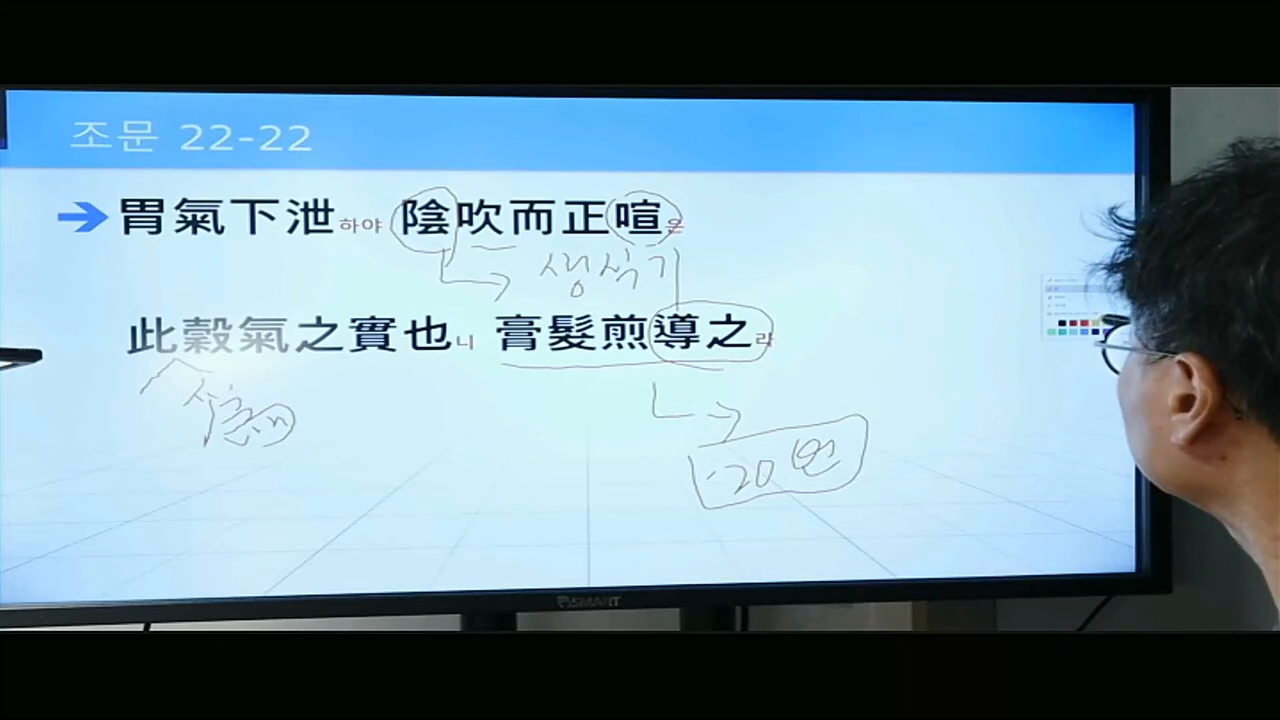 조문 22-22
胃氣下泄하야 陰吹而正喧은
생식기
此穀氣之實也니 膏髮煎導之라
20번
SMART